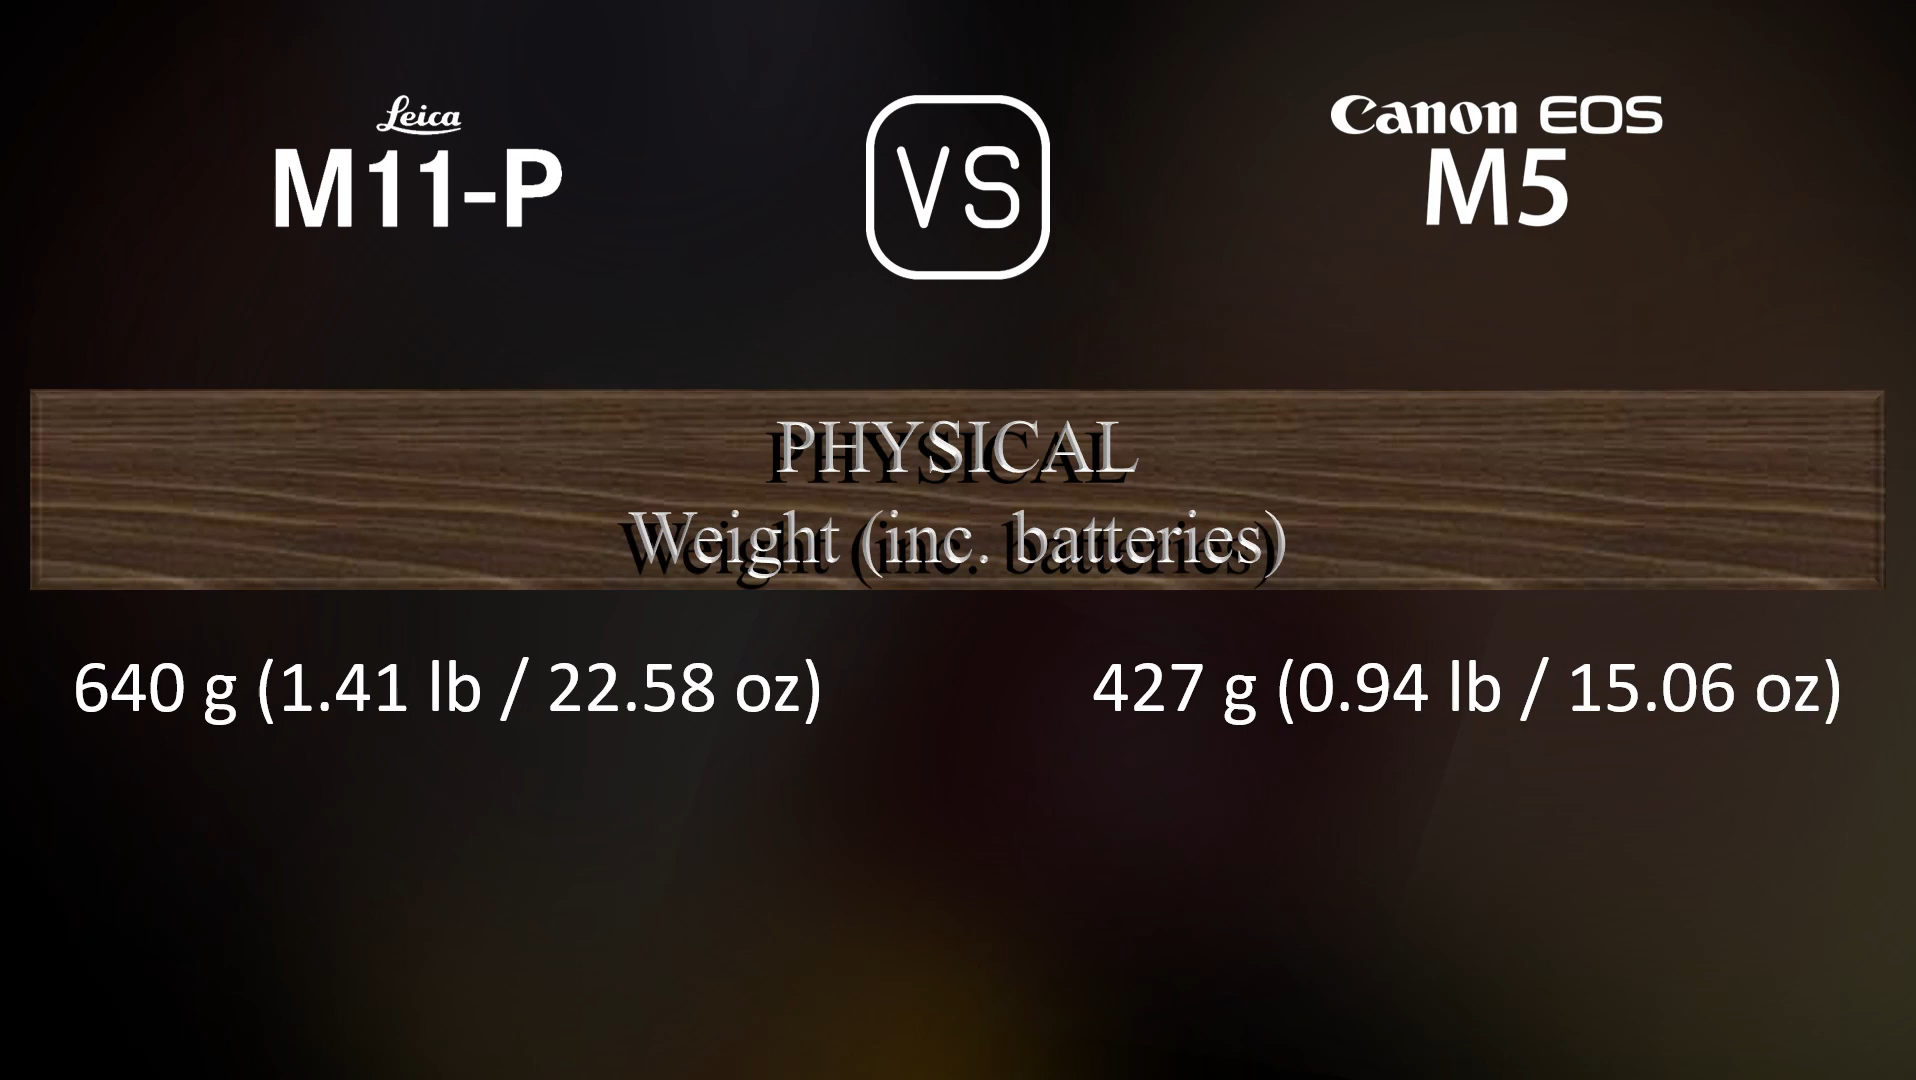 Leica
M11-P
VS
Canon EOS
M5
PHYSICAL
Weight (inc. batteries)
640 g (1.41 lb / 22.58 oz)
427 g (0.94 lb / 15.06 oz)